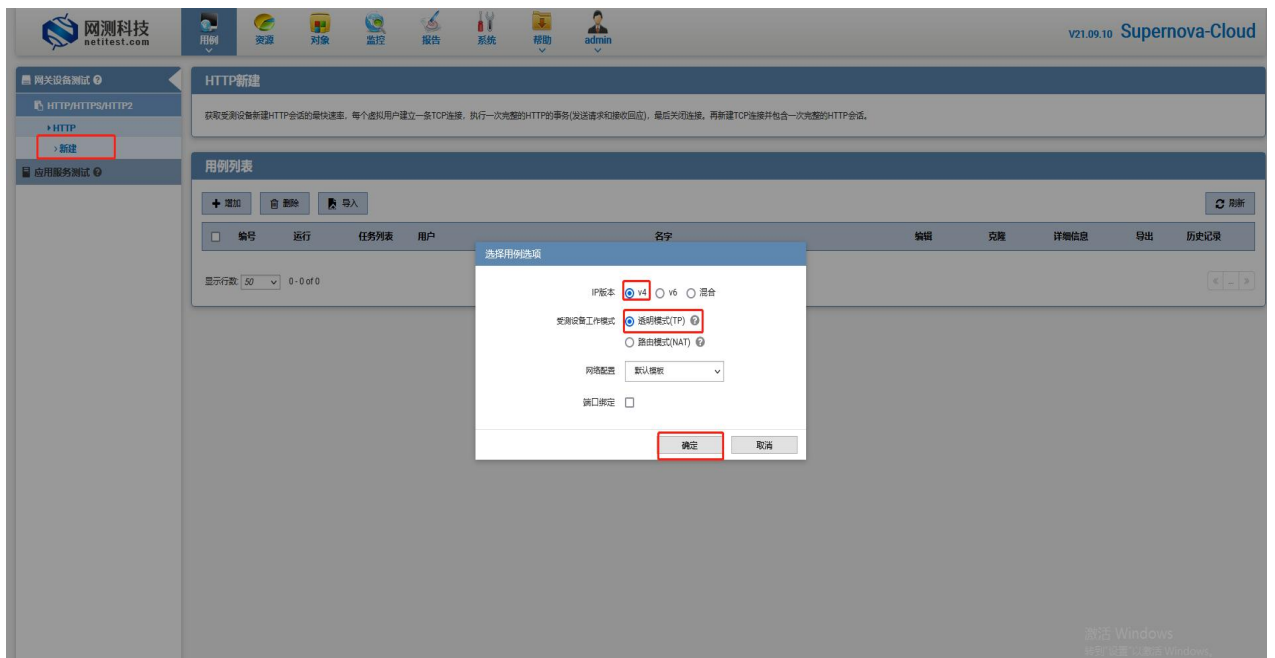 网测科技
netitest.com
用例 资源 对象 监控 报告 系统 帮助 admin
V21.09.10 Supernova-Cloud
网关设备测试
HTTP/HTTPS/HTTP2
HTTP
新建
应用服务测试
HTTP新建
获取受测设备新建HTTP会话的最快速率，每个虚拟用户建立一条TCP连接，执行一次完整的HTTP的事务(发送请求和接收回应)，最后关闭连接。再新建TCP连接并包含一次完整的HTTP会话。
用例列表
增加 删除 导入 刷新
编号 运行 任务列表 用户 名字 编辑 克隆 详细信息 导出 历史记录
显示行数: 50 0 - 0 of 0 < - >
选择用例选项
IP版本 v4 v6 混合
受测设备工作模式 透明模式(TP)
路由模式(NAT)
网络配置 默认模板
端口绑定
确定 取消
激活 Windows
转到"设置"以激活 Windows。